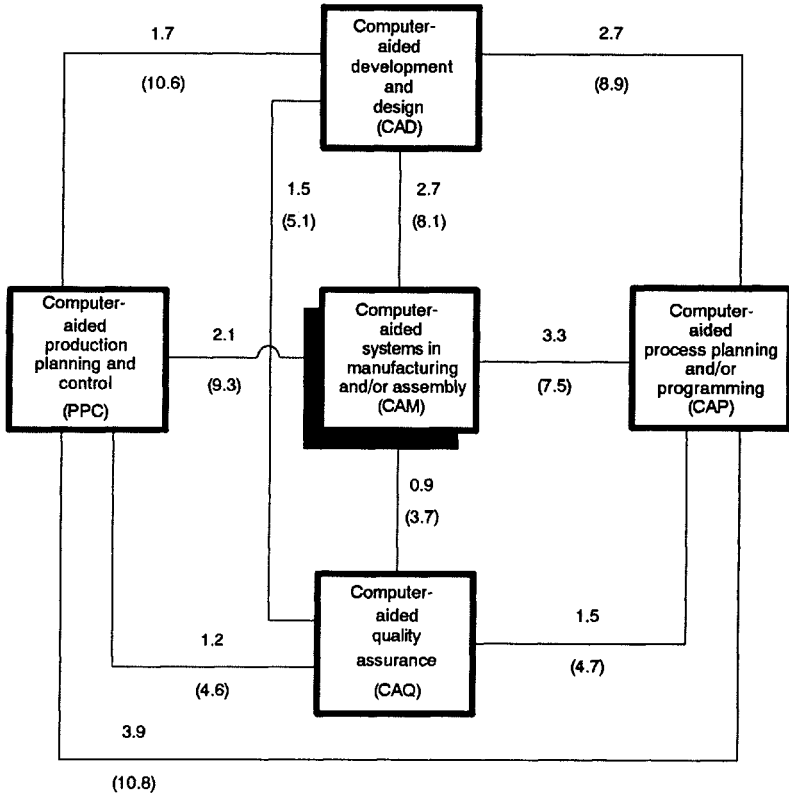 Computer-
aided
development
and
design
(CAD)
1.7
(10.6)
2.7
(8.9)
1.5
(5.1)
2.7
(8.1)
Computer-
aided
production
planning and
control
(PPC)
2.1
(9.3)
Computer-
aided
systems in
manufacturing
and/or assembly
(CAM)
3.3
(7.5)
Computer-
aided
process planning
and/or
programming
(CAP)
0.9
(3.7)
Computer-
aided
quality
assurance
(CAQ)
1.2
(4.6)
1.5
(4.7)
3.9
(10.8)